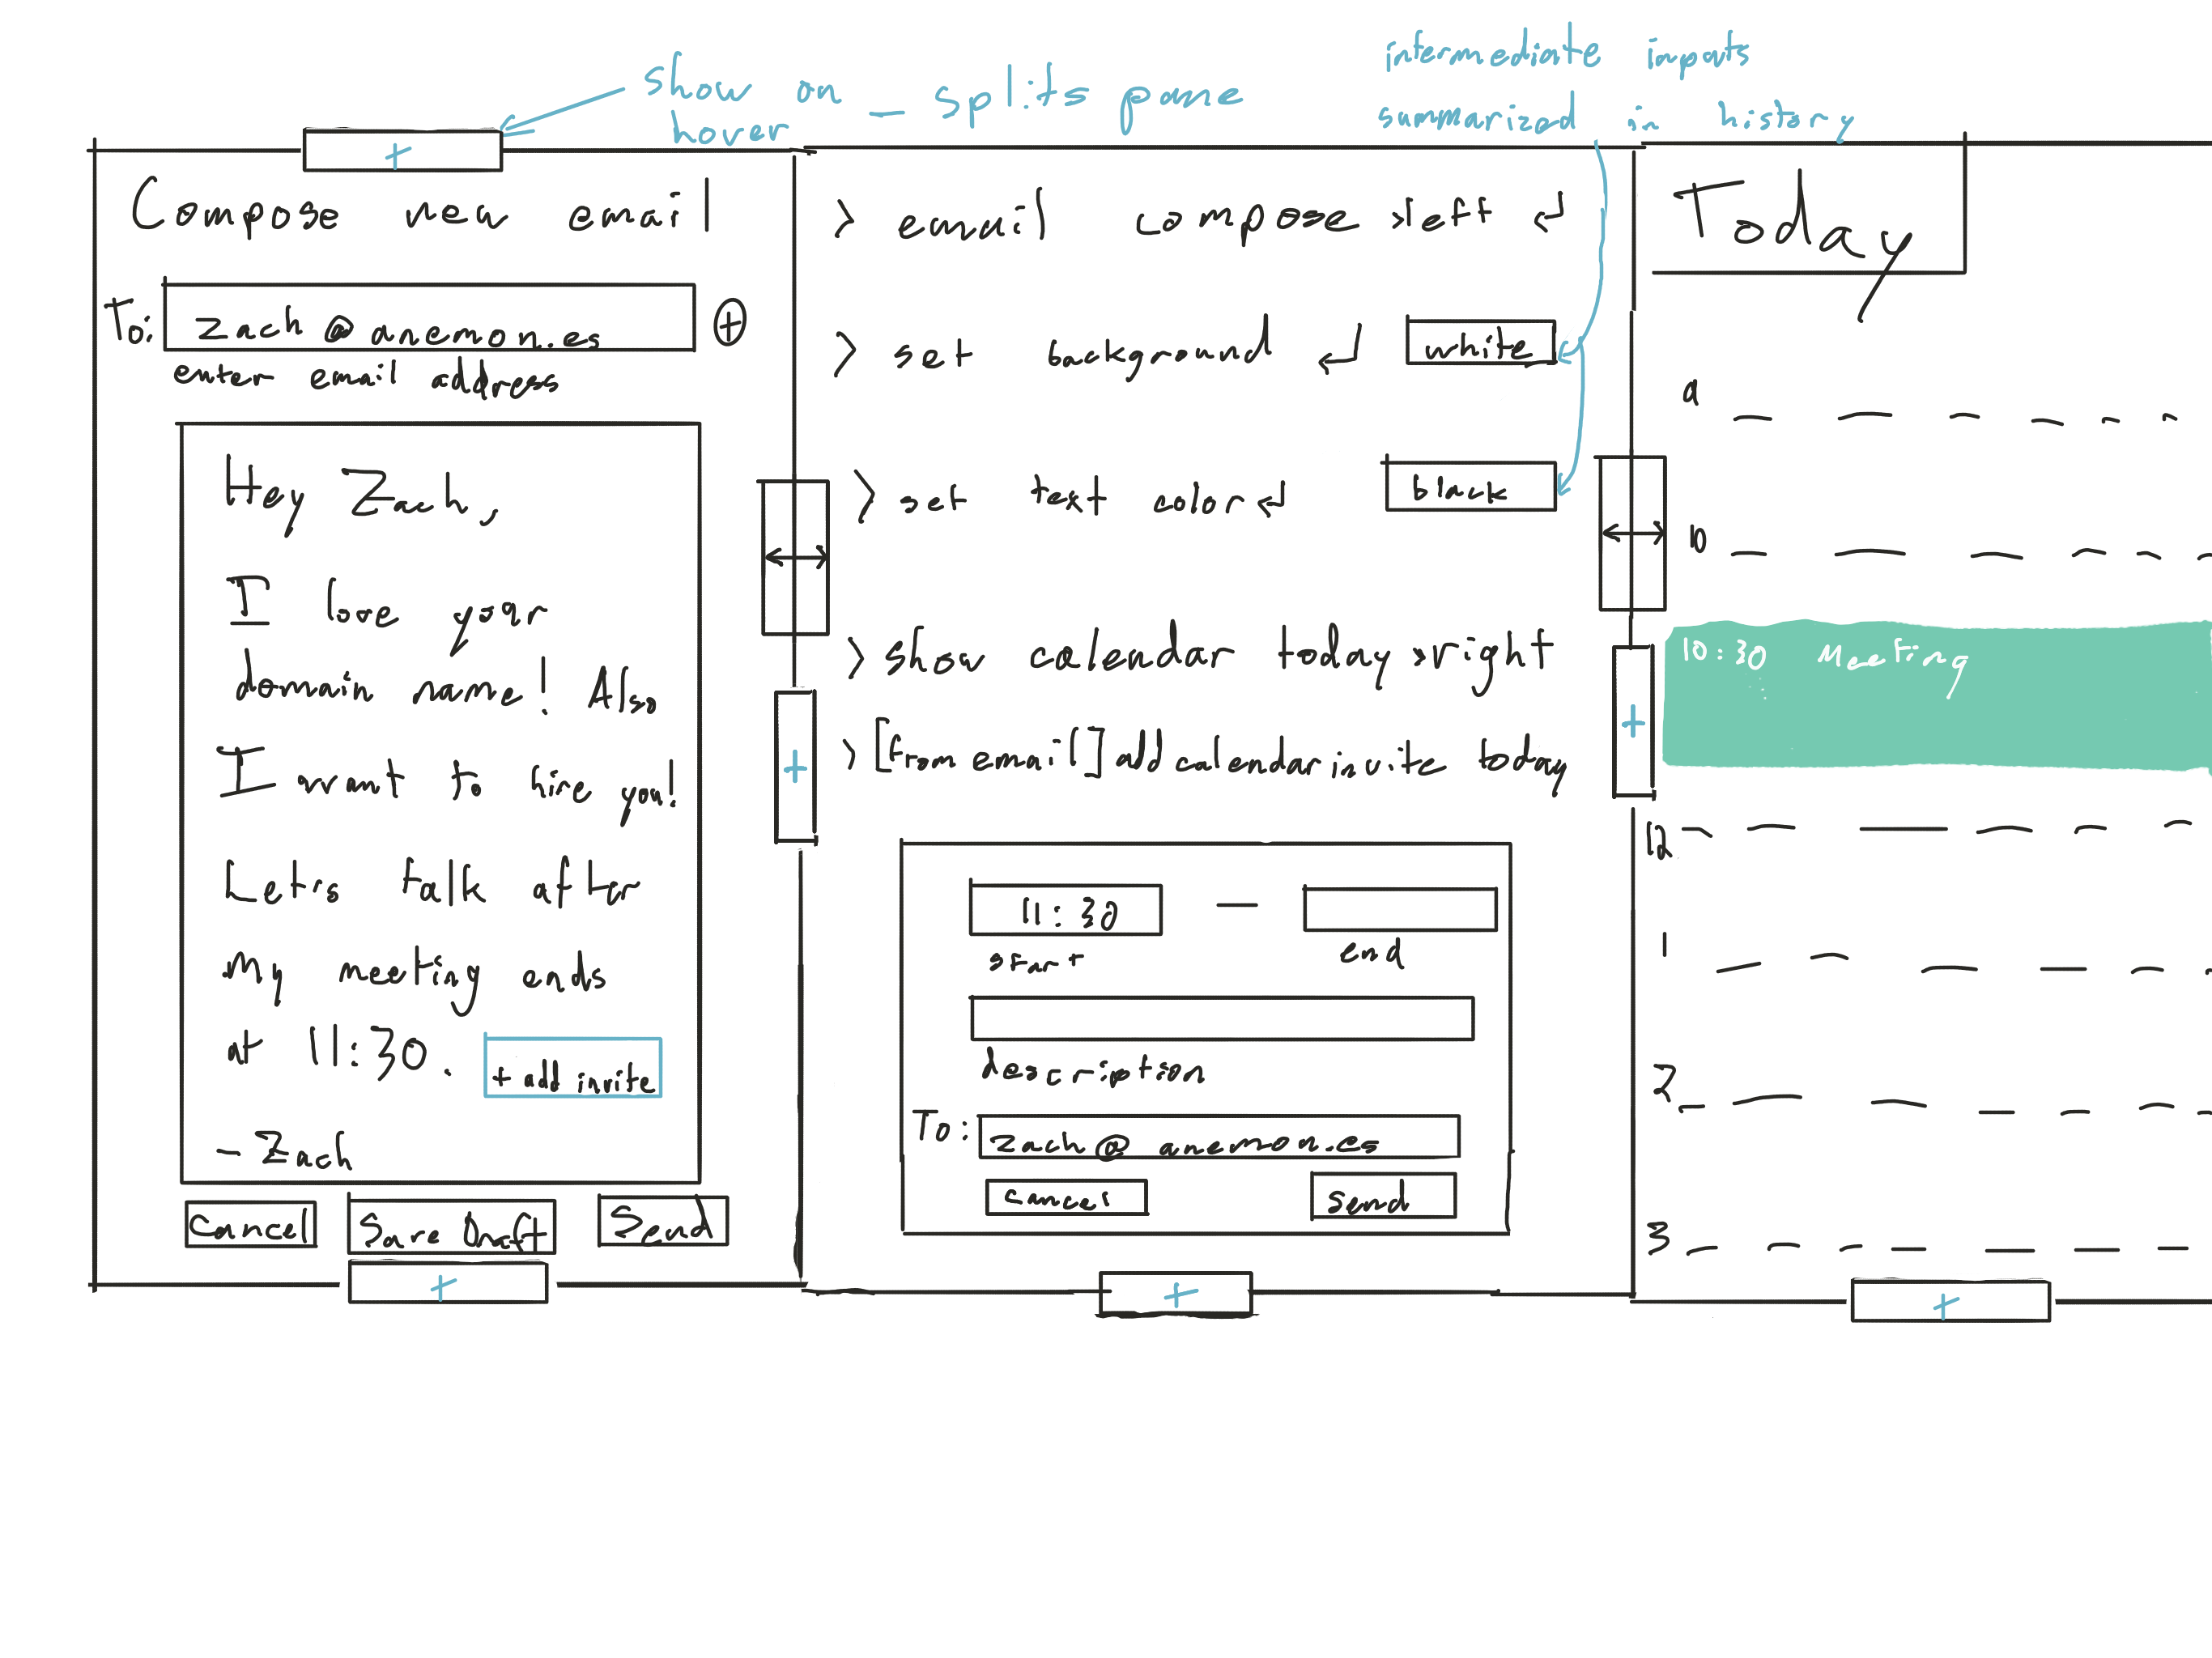 show on — splits pane
hover
intermediate inputs
summarized in history
+
Compose new email
To: zach@anemon.es +
enter email address
Hey Zach,
I love your
domain name! Also
I want to hire you!
Lets talk after
My meeting ends
at 11:30. + add invite
- Zach
Cancel Save Draft Send
+
+
> email compose >left ↵
> set background ↵ white
> set text color ↵ black
> show calendar today >right
> [from email] add calendar invite today
11:30 —
start end
description
To: zach@anemon.es
cancel send
+
+
Today
9
10
10:30 Meeting
12
1
2
3
+